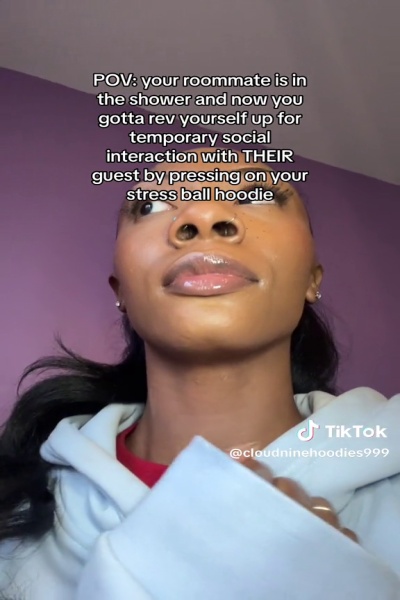 POV: your roommate is in
the shower and now you
gotta rev yourself up for
temporary social
interaction with THEIR
guest by pressing on your
stress ball hoodie
TikTok
@cloudninehoodies999